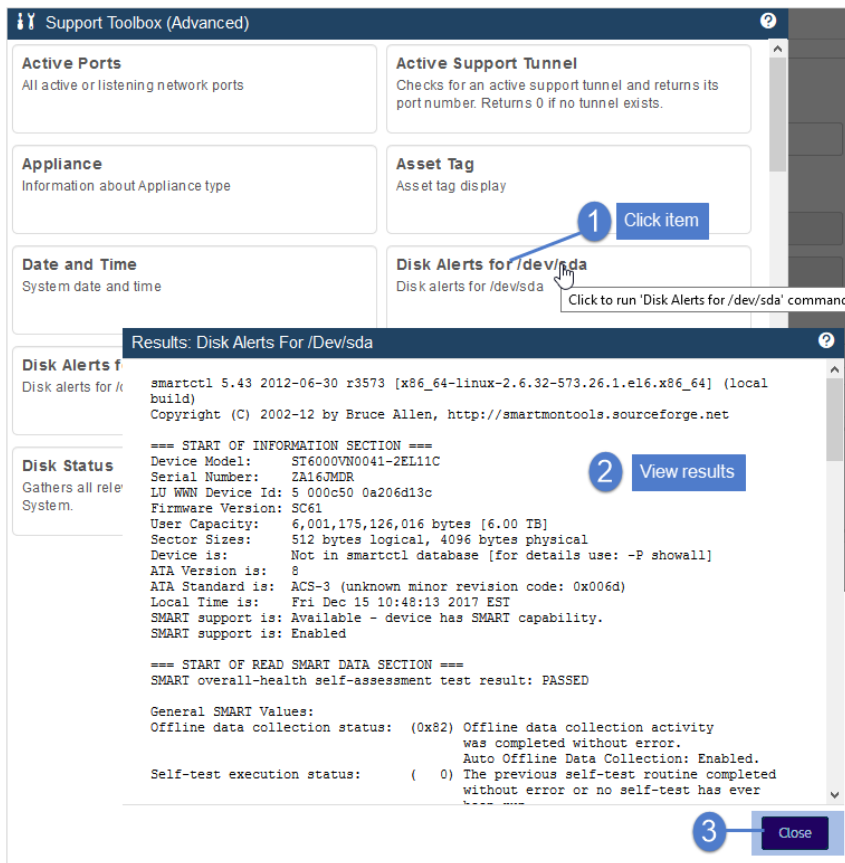 Support Toolbox (Advanced)
?
Active Ports
All active or listening network ports
Active Support Tunnel
Checks for an active support tunnel and returns its
port number. Returns 0 if no tunnel exists.
Appliance
Information about Appliance type
Asset Tag
Asset tag display
1
Click item
Date and Time
System date and time
Disk Alerts for /dev/sda
Disk alerts for /dev/sda
Click to run 'Disk Alerts for /dev/sda' command
Disk Alerts f
Disk alerts for /
Disk Status
Gathers all rele
System.
Results: Disk Alerts For /Dev/sda
?
smartctl 5.43 2012-06-30 r3573 [x86_64-linux-2.6.32-573.26.1.el6.x86_64] (local
build)
Copyright (C) 2002-12 by Bruce Allen, http://smartmontools.sourceforge.net
=== START OF INFORMATION SECTION ===
Device Model: ST6000VN0041-2EL11C
Serial Number: ZA16JMDR
LU WWN Device Id: 5 000c50 0a206d13c
Firmware Version: SC61
User Capacity: 6,001,175,126,016 bytes [6.00 TB]
Sector Sizes: 512 bytes logical, 4096 bytes physical
Device is: Not in smartctl database [for details use: -P showall]
ATA Version is: 8
ATA Standard is: ACS-3 (unknown minor revision code: 0x006d)
Local Time is: Fri Dec 15 10:48:13 2017 EST
SMART support is: Available - device has SMART capability.
SMART support is: Enabled
2
View results
=== START OF READ SMART DATA SECTION ===
SMART overall-health self-assessment test result: PASSED
General SMART Values:
Offline data collection status: (0x82) Offline data collection activity
was completed without error.
Auto Offline Data Collection: Enabled.
Self-test execution status: ( 0) The previous self-test routine completed
without error or no self-test has ever
3
Close